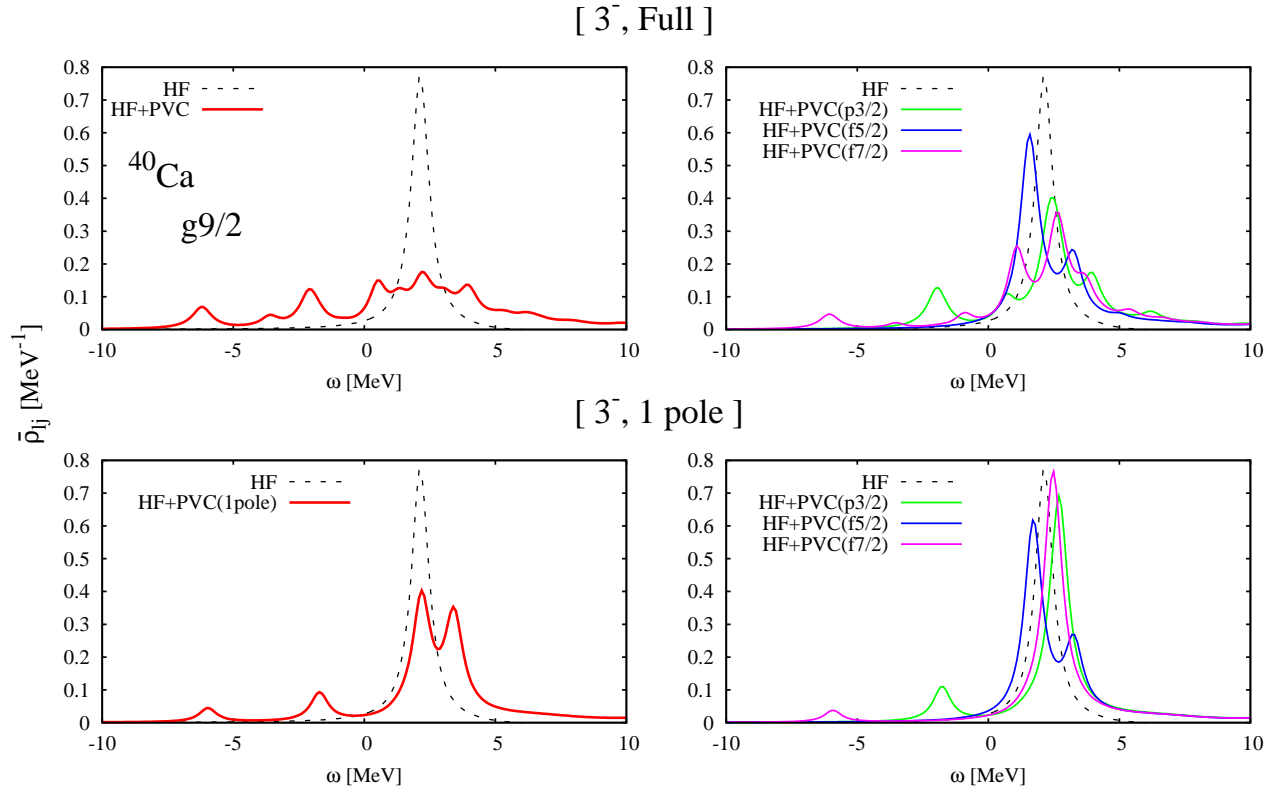 [ 3⁻, Full ]
HF
HF+PVC
⁴⁰Ca
g9/2
0.8
0.7
0.6
0.5
0.4
0.3
0.2
0.1
0
-10
-5
0
5
10
ω [MeV]
HF
HF+PVC(p3/2)
HF+PVC(f5/2)
HF+PVC(f7/2)
0.8
0.7
0.6
0.5
0.4
0.3
0.2
0.1
0
-10
-5
0
5
10
ω [MeV]
ρ̄lj [MeV⁻¹]
[ 3⁻, 1 pole ]
HF
HF+PVC(1pole)
0.8
0.7
0.6
0.5
0.4
0.3
0.2
0.1
0
-10
-5
0
5
10
ω [MeV]
HF
HF+PVC(p3/2)
HF+PVC(f5/2)
HF+PVC(f7/2)
0.8
0.7
0.6
0.5
0.4
0.3
0.2
0.1
0
-10
-5
0
5
10
ω [MeV]